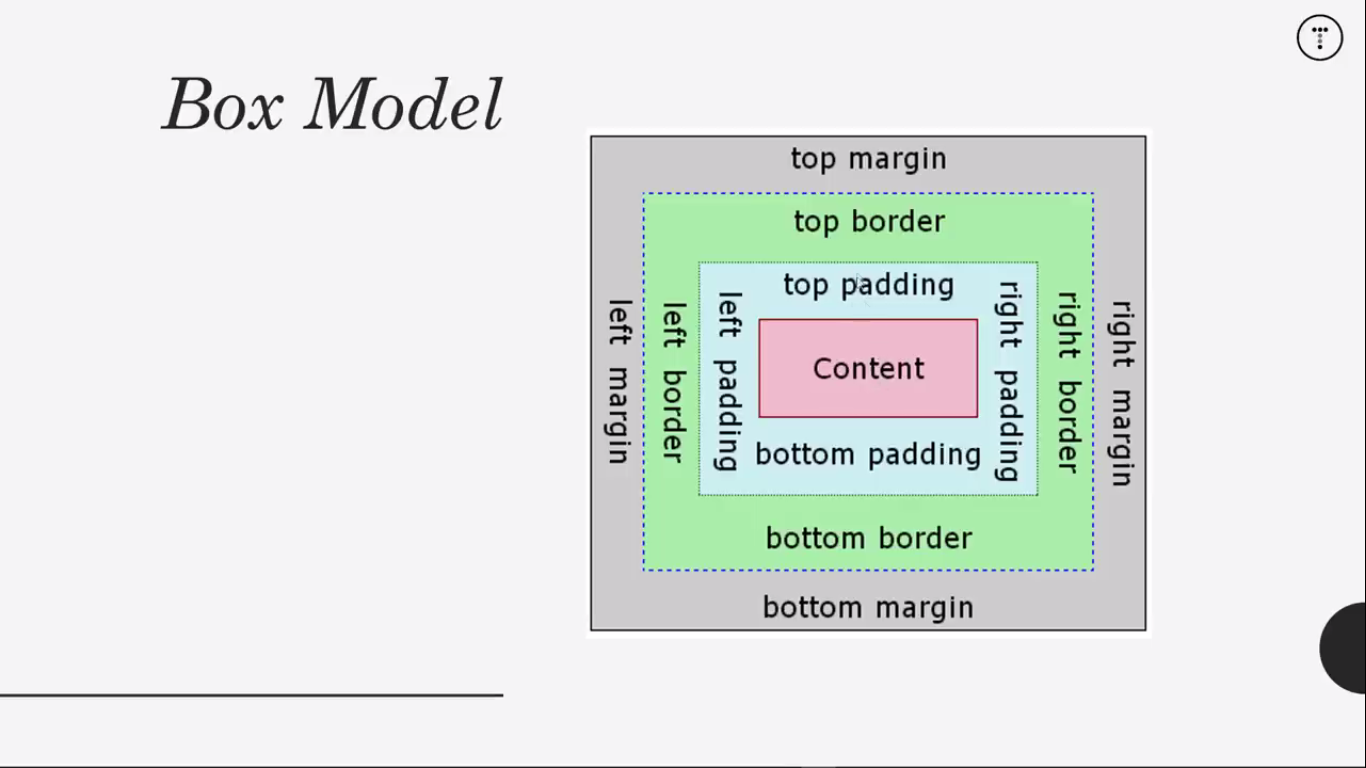 Box Model
top margin
top border
top padding
left margin
left border
left padding
Content
right padding
right border
right margin
bottom padding
bottom border
bottom margin